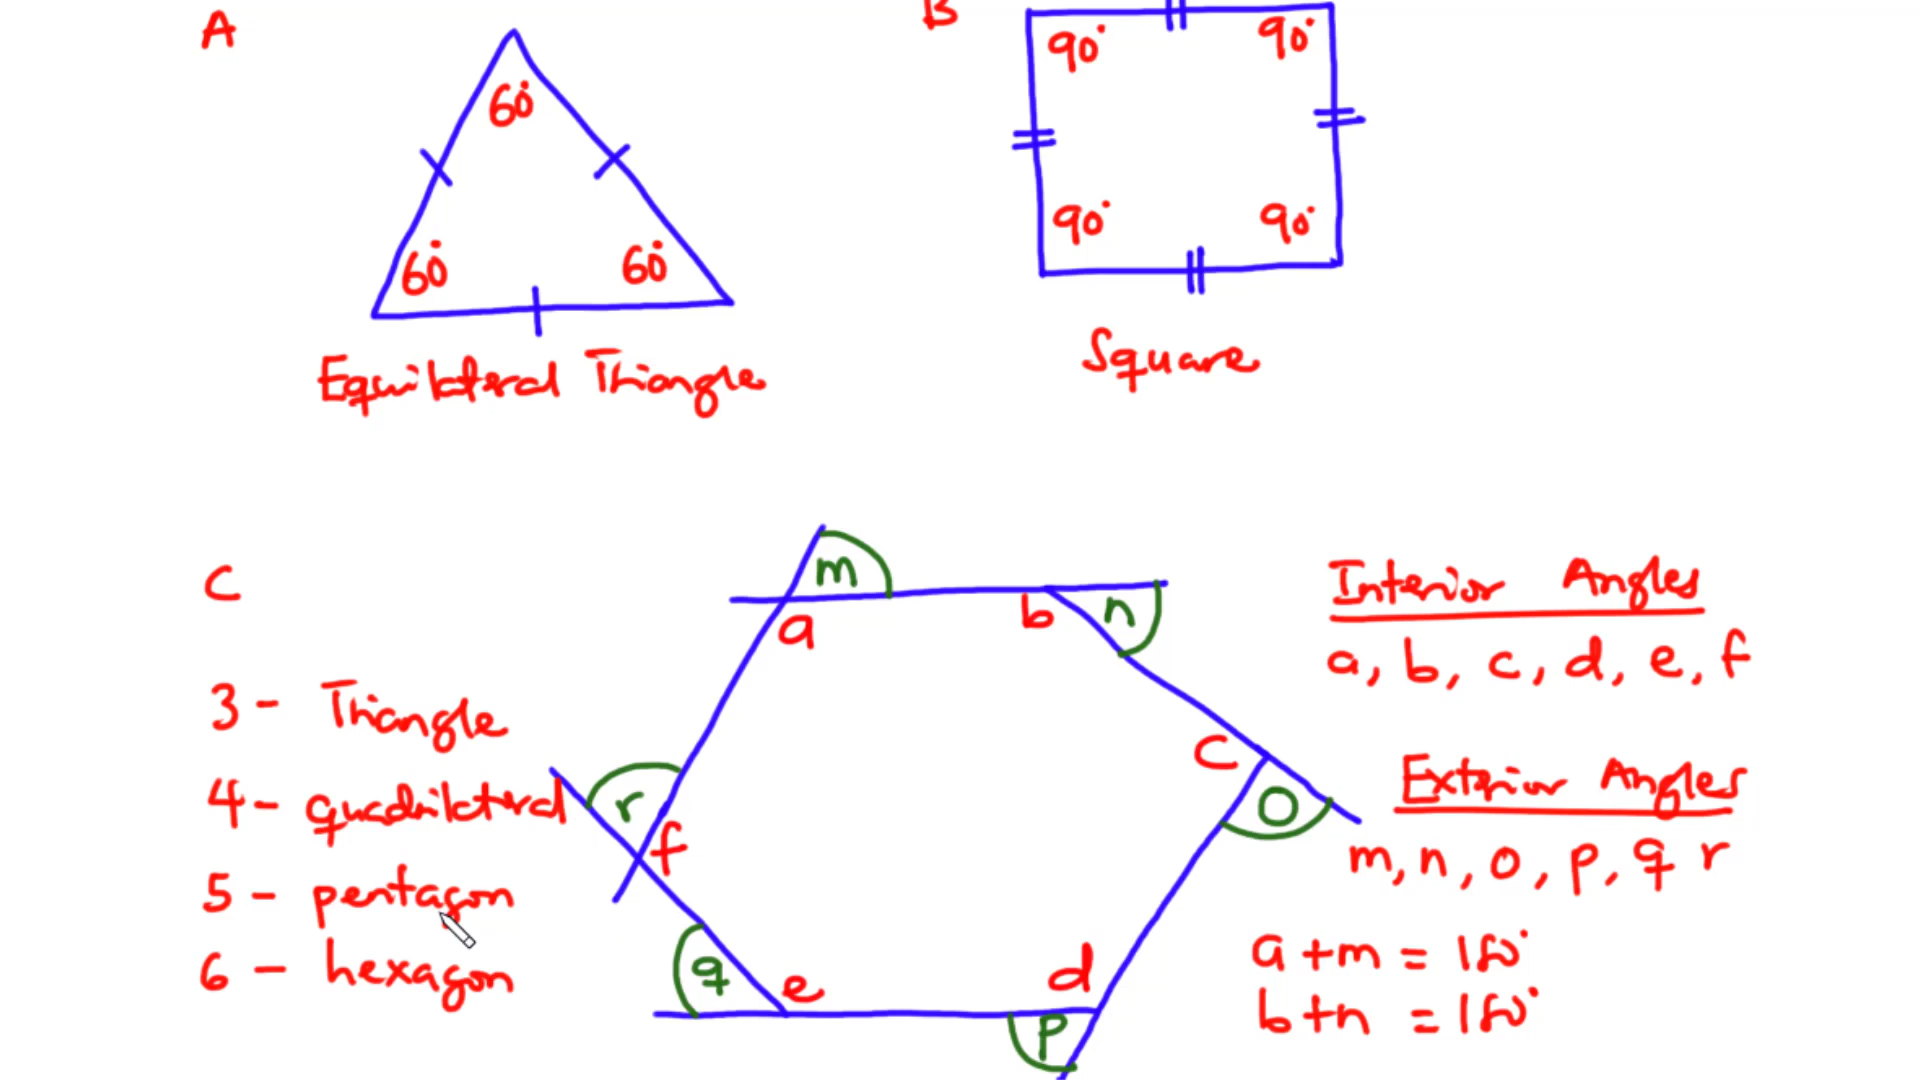 A
B
60°
60°
60°
Equilateral Triangle
90°
90°
90°
90°
Square
C
3 - Triangle
4 - quadrilateral
5 - pentagon
6 - hexagon
m
n
a
b
c
o
r
f
q
e
d
p
Interior Angles
a, b, c, d, e, f
Exterior Angles
m, n, o, p, q r
a + m = 180°
b + n = 180°